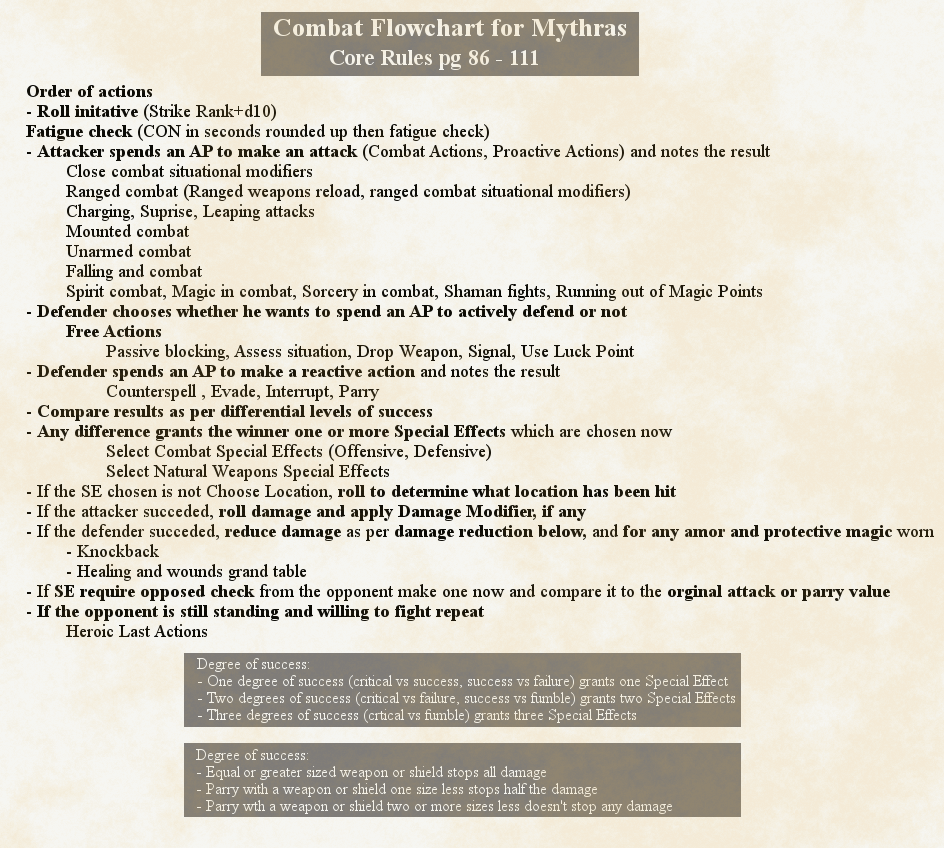 Combat Flowchart for Mythras
Core Rules pg 86 - 111
Order of actions
- Roll initative (Strike Rank+d10)
Fatigue check (CON in seconds rounded up then fatigue check)
- Attacker spends an AP to make an attack (Combat Actions, Proactive Actions) and notes the result
Close combat situational modifiers
Ranged combat (Ranged weapons reload, ranged combat situational modifiers)
Charging, Suprise, Leaping attacks
Mounted combat
Unarmed combat
Falling and combat
Spirit combat, Magic in combat, Sorcery in combat, Shaman fights, Running out of Magic Points
- Defender chooses whether he wants to spend an AP to actively defend or not
Free Actions
Passive blocking, Assess situation, Drop Weapon, Signal, Use Luck Point
- Defender spends an AP to make a reactive action and notes the result
Counterspell , Evade, Interrupt, Parry
- Compare results as per differential levels of success
- Any difference grants the winner one or more Special Effects which are chosen now
Select Combat Special Effects (Offensive, Defensive)
Select Natural Weapons Special Effects
- If the SE chosen is not Choose Location, roll to determine what location has been hit
- If the attacker succeded, roll damage and apply Damage Modifier, if any
- If the defender succeded, reduce damage as per damage reduction below, and for any amor and protective magic worn
- Knockback
- Healing and wounds grand table
- If SE require opposed check from the opponent make one now and compare it to the orginal attack or parry value
- If the opponent is still standing and willing to fight repeat
Heroic Last Actions
Degree of success:
- One degree of success (critical vs success, success vs failure) grants one Special Effect
- Two degrees of success (critical vs failure, success vs fumble) grants two Special Effects
- Three degrees of success (crtical vs fumble) grants three Special Effects
Degree of success:
- Equal or greater sized weapon or shield stops all damage
- Parry with a weapon or shield one size less stops half the damage
- Parry wth a weapon or shield two or more sizes less doesn't stop any damage